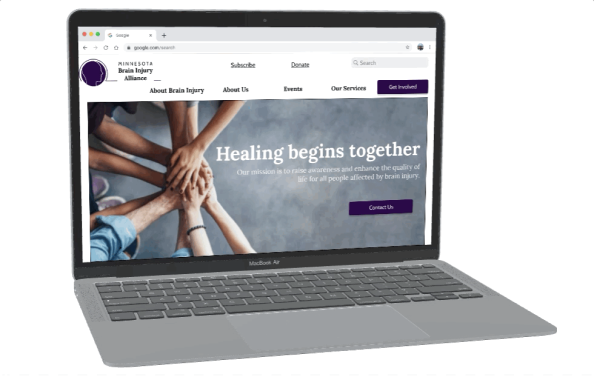 Google
google.com/search
MINNESOTA
Brain Injury
Alliance
Subscribe
Donate
Search
About Brain Injury
About Us
Events
Our Services
Get Involved!
Healing begins together
Our mission is to raise awareness and enhance the quality of
life for all people affected by brain injury.
Contact Us
MacBook Air